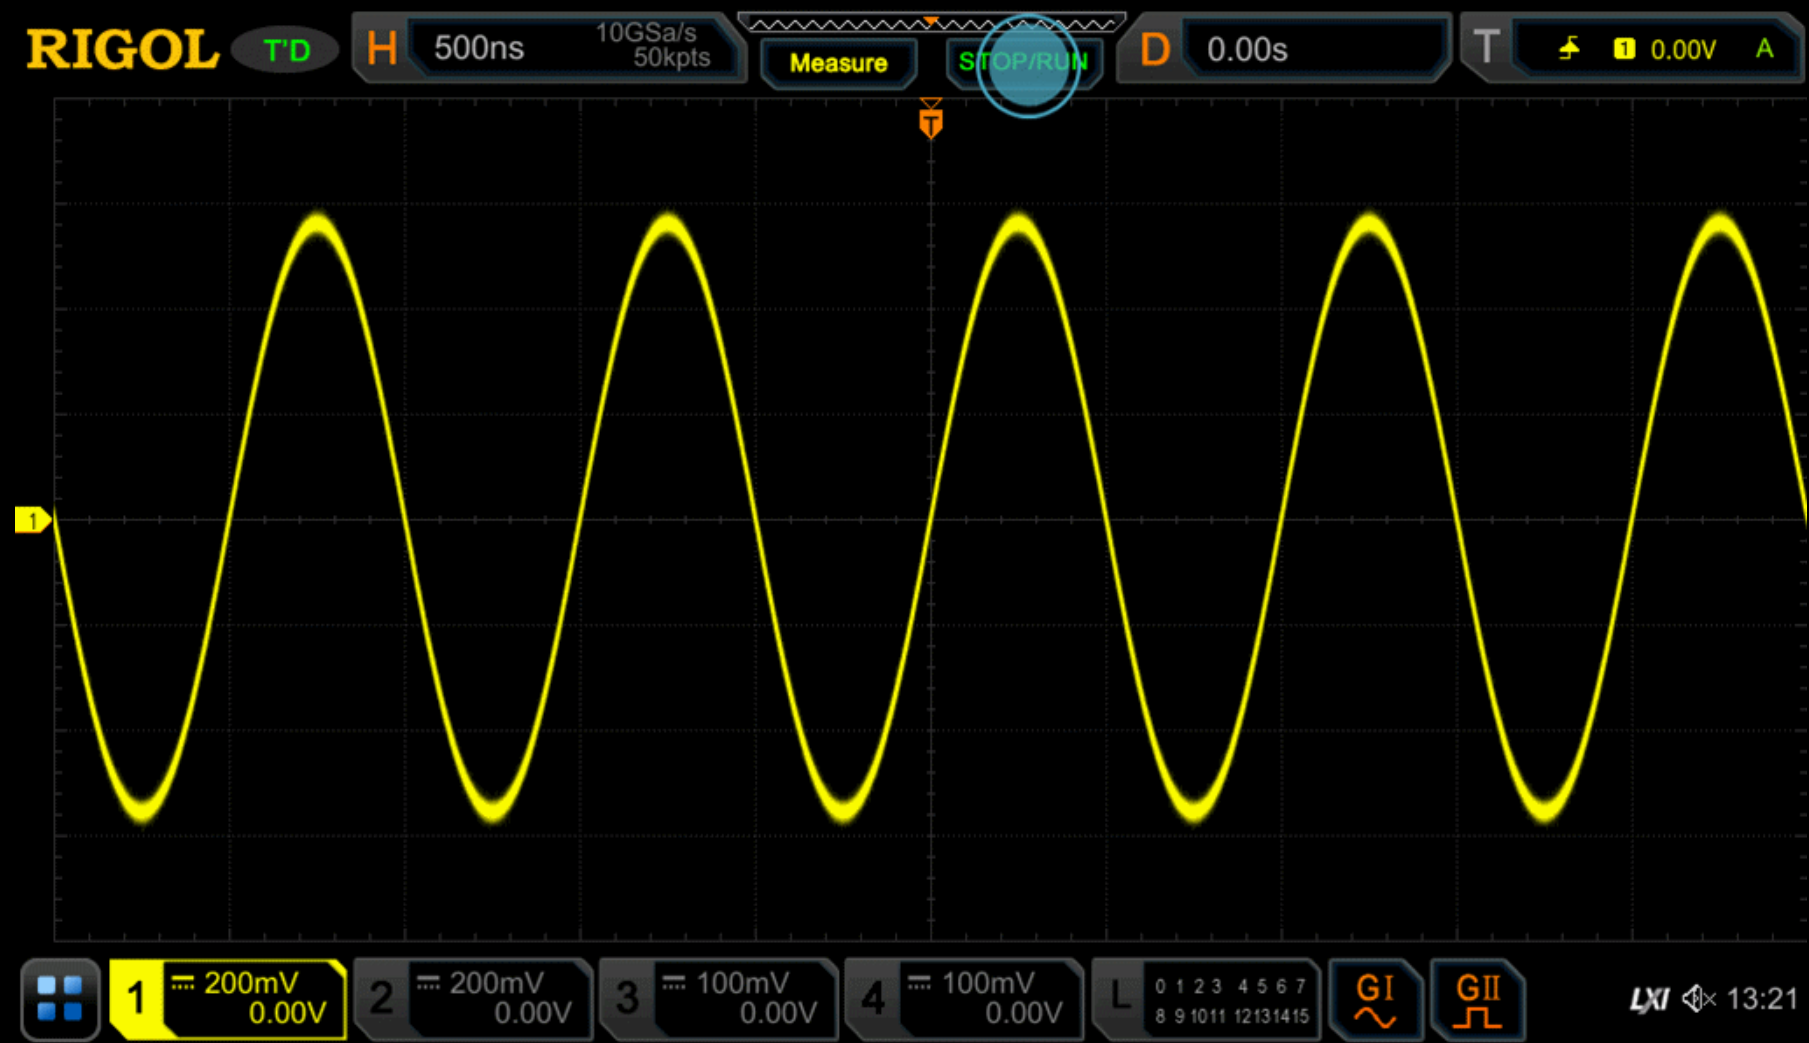 RIGOL T'D H 500ns 10GSa/s 50kpts Measure STOP/RUN D 0.00s T 1 0.00V A
T
1
1 200mV 0.00V 2 200mV 0.00V 3 100mV 0.00V 4 100mV 0.00V L 0 1 2 3 4 5 6 7 GI GII LXI 13:21
8 9 10 11 12 13 14 15